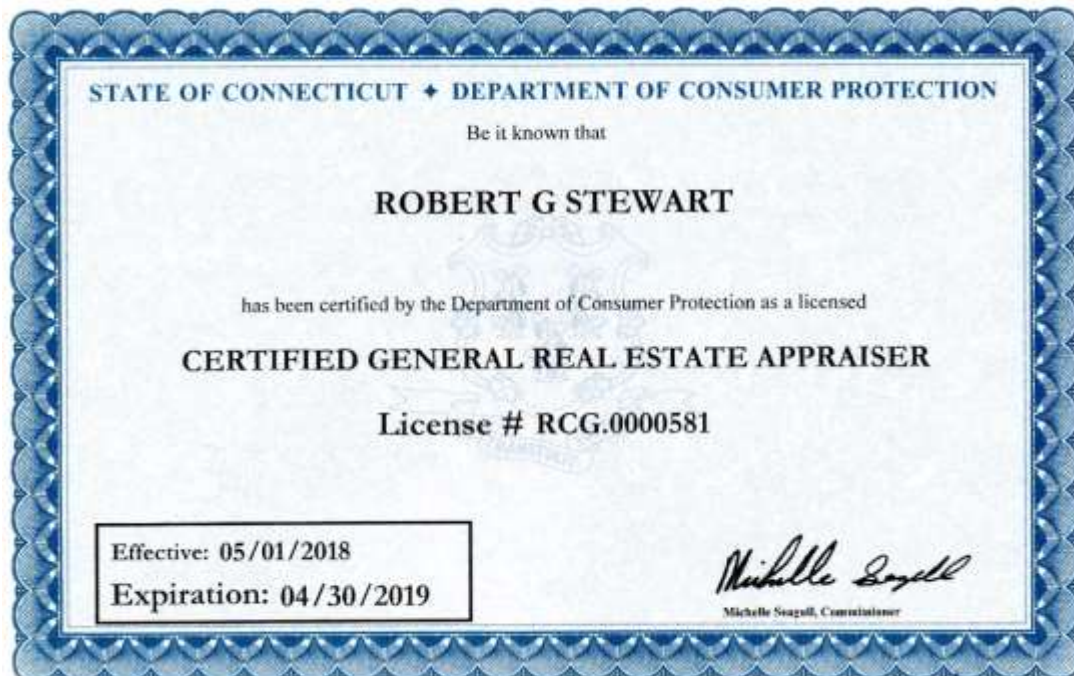 STATE OF CONNECTICUT ✦ DEPARTMENT OF CONSUMER PROTECTION
Be it known that
ROBERT G STEWART
has been certified by the Department of Consumer Protection as a licensed
CERTIFIED GENERAL REAL ESTATE APPRAISER
License # RCG.0000581
Effective: 05/01/2018
Expiration: 04/30/2019
Michelle Seagull
Michelle Seagull, Commissioner